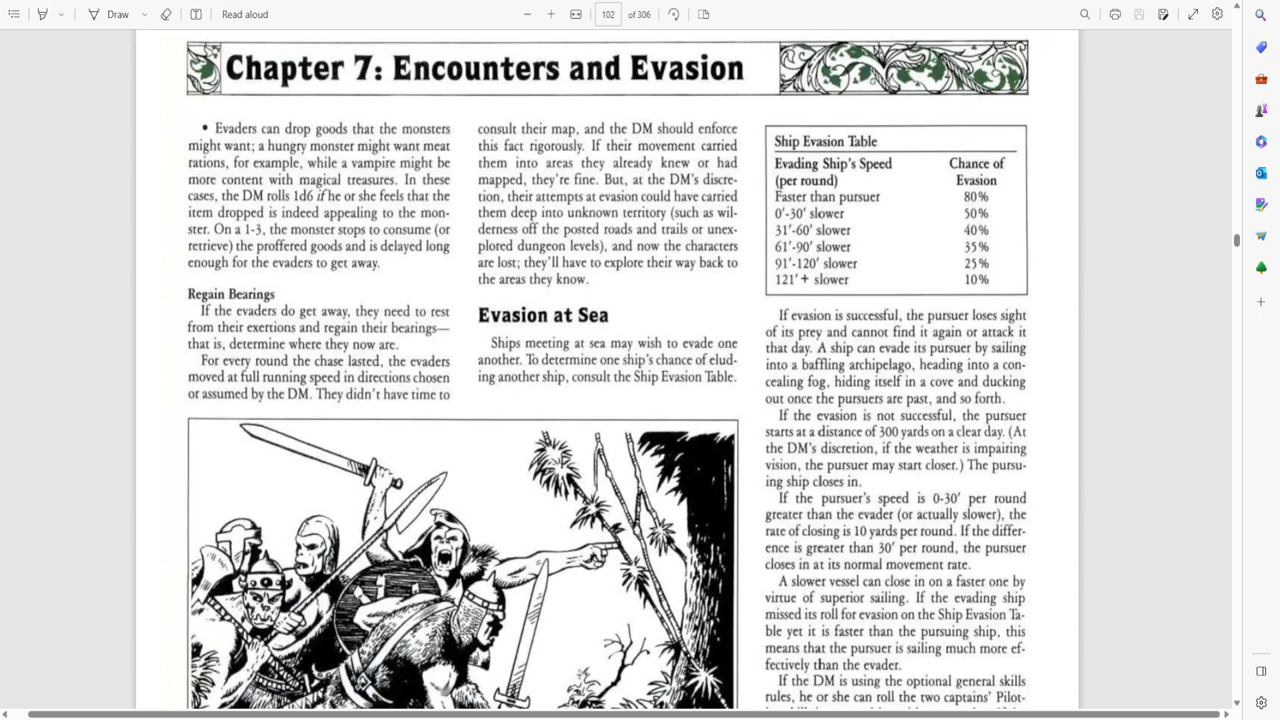 Draw
Read aloud
102
of 306
Chapter 7: Encounters and Evasion
• Evaders can drop goods that the monsters
might want; a hungry monster might want meat
rations, for example, while a vampire might be
more content with magical treasures. In these
cases, the DM rolls 1d6 if he or she feels that the
item dropped is indeed appealing to the mon-
ster. On a 1-3, the monster stops to consume (or
retrieve) the proffered goods and is delayed long
enough for the evaders to get away.
Regain Bearings
If the evaders do get away, they need to rest
from their exertions and regain their bearings—
that is, determine where they now are.
For every round the chase lasted, the evaders
moved at full running speed in directions chosen
or assumed by the DM. They didn't have time to
consult their map, and the DM should enforce
this fact rigorously. If their movement carried
them into areas they already knew or had
mapped, they're fine. But, at the DM's discre-
tion, their attempts at evasion could have carried
them deep into unknown territory (such as wil-
derness off the posted roads and trails or unex-
plored dungeon levels), and now the characters
are lost; they'll have to explore their way back to
the areas they know.
Evasion at Sea
Ships meeting at sea may wish to evade one
another. To determine one ship's chance of elud-
ing another ship, consult the Ship Evasion Table.
Ship Evasion Table
Evading Ship's Speed Chance of
(per round) Evasion
Faster than pursuer 80%
0'-30' slower 50%
31'-60' slower 40%
61'-90' slower 35%
91'-120' slower 25%
121'+ slower 10%
If evasion is successful, the pursuer loses sight
of its prey and cannot find it again or attack it
that day. A ship can evade its pursuer by sailing
into a baffling archipelago, heading into a con-
cealing fog, hiding itself in a cove and ducking
out once the pursuers are past, and so forth.
If the evasion is not successful, the pursuer
starts at a distance of 300 yards on a clear day. (At
the DM's discretion, if the weather is impairing
vision, the pursuer may start closer.) The pursu-
ing ship closes in.
If the pursuer's speed is 0-30' per round
greater than the evader (or actually slower), the
rate of closing is 10 yards per round. If the differ-
ence is greater than 30' per round, the pursuer
closes in at its normal movement rate.
A slower vessel can close in on a faster one by
virtue of superior sailing. If the evading ship
missed its roll for evasion on the Ship Evasion Ta-
ble yet it is faster than the pursuing ship, this
means that the pursuer is sailing much more ef-
fectively than the evader.
If the DM is using the optional general skills
rules, he or she can roll the two captains' Pilot-